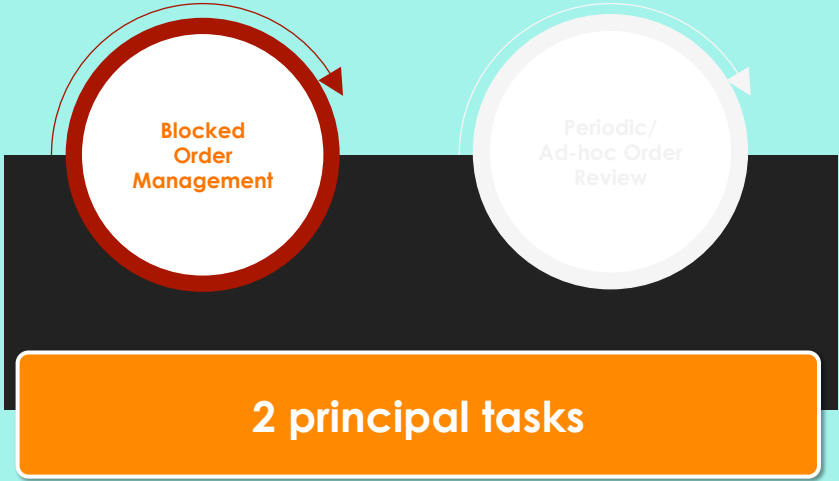 Blocked
Order
Management
Periodic/
Ad-hoc Order
Review
2 principal tasks